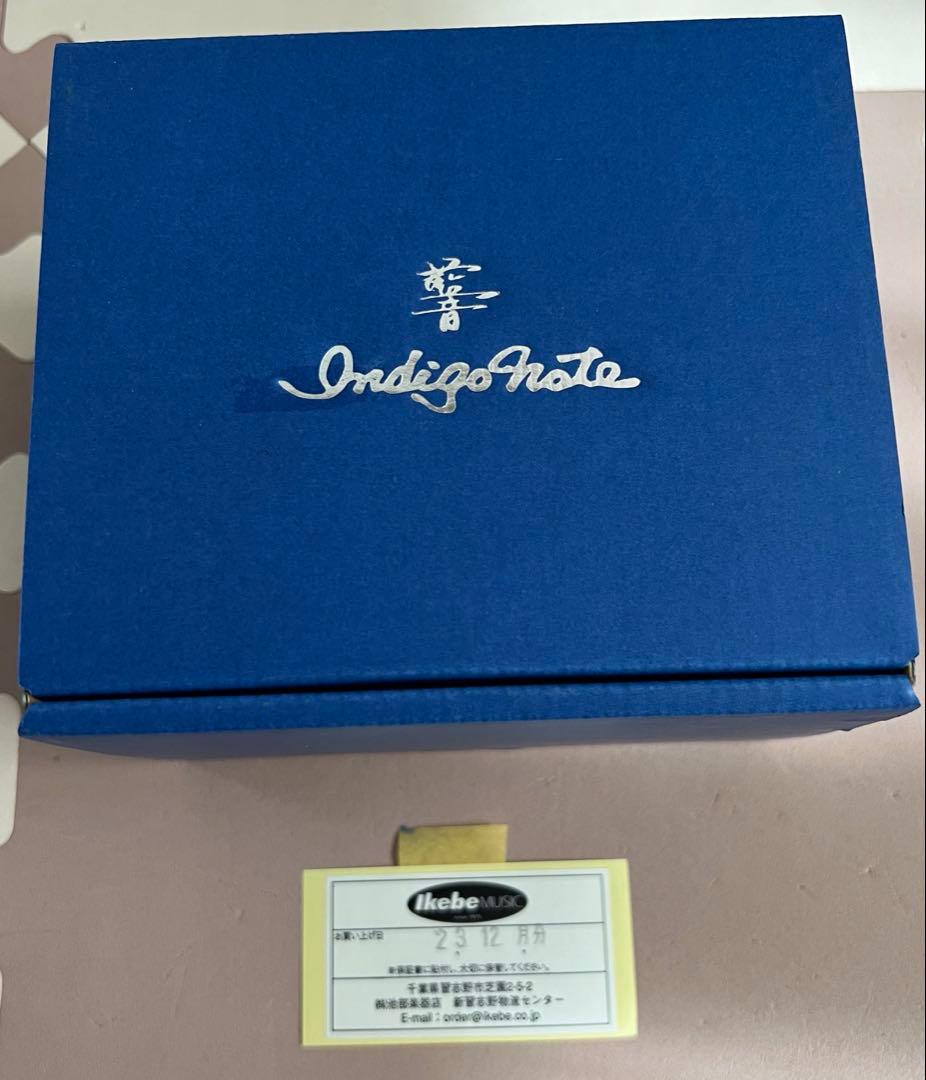 響
Indigo Note
Ikebe MUSIC
お買い上げ日
23.12.月分
※保証書に貼付し、大切に保管してください。
千葉県習志野市芝園2-5-2
㈱池部楽器店 新習志野物流センター
E-mail：order@ikebe.co.jp